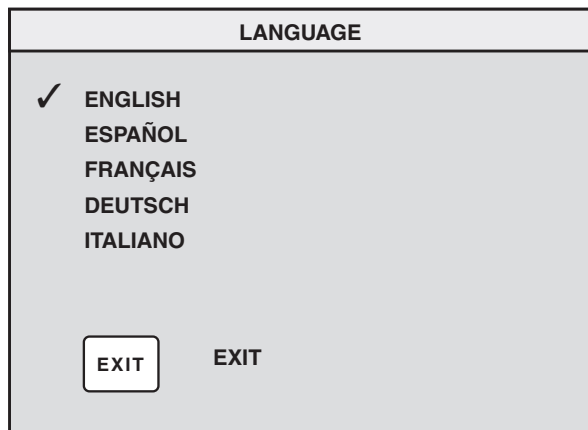 LANGUAGE
✓ ENGLISH
ESPAÑOL
FRANÇAIS
DEUTSCH
ITALIANO
EXIT EXIT